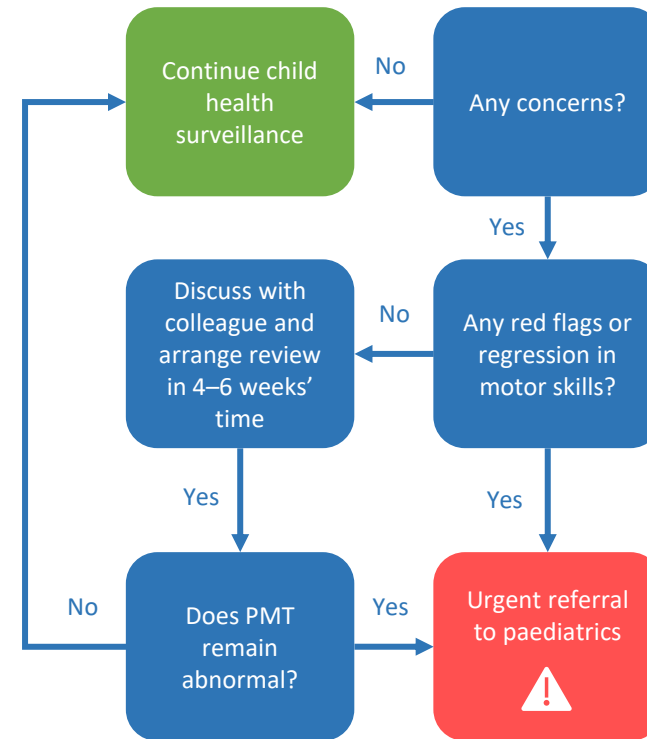 Continue child
health
surveillance
No
Any concerns?
Yes
Discuss with
colleague and
arrange review
in 4–6 weeks’
time
No
Any red flags or
regression in
motor skills?
Yes
Yes
No
Does PMT
remain
abnormal?
Yes
Urgent referral
to paediatrics